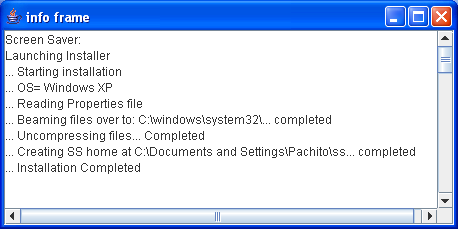 info frame
Screen Saver:
Launching Installer
... Starting installation
... OS= Windows XP
... Reading Properties file
... Beaming files over to: C:\windows\system32\... completed
... Uncompressing files... Completed
... Creating SS home at C:\Documents and Settings\Pachito\ss... completed
... Installation Completed